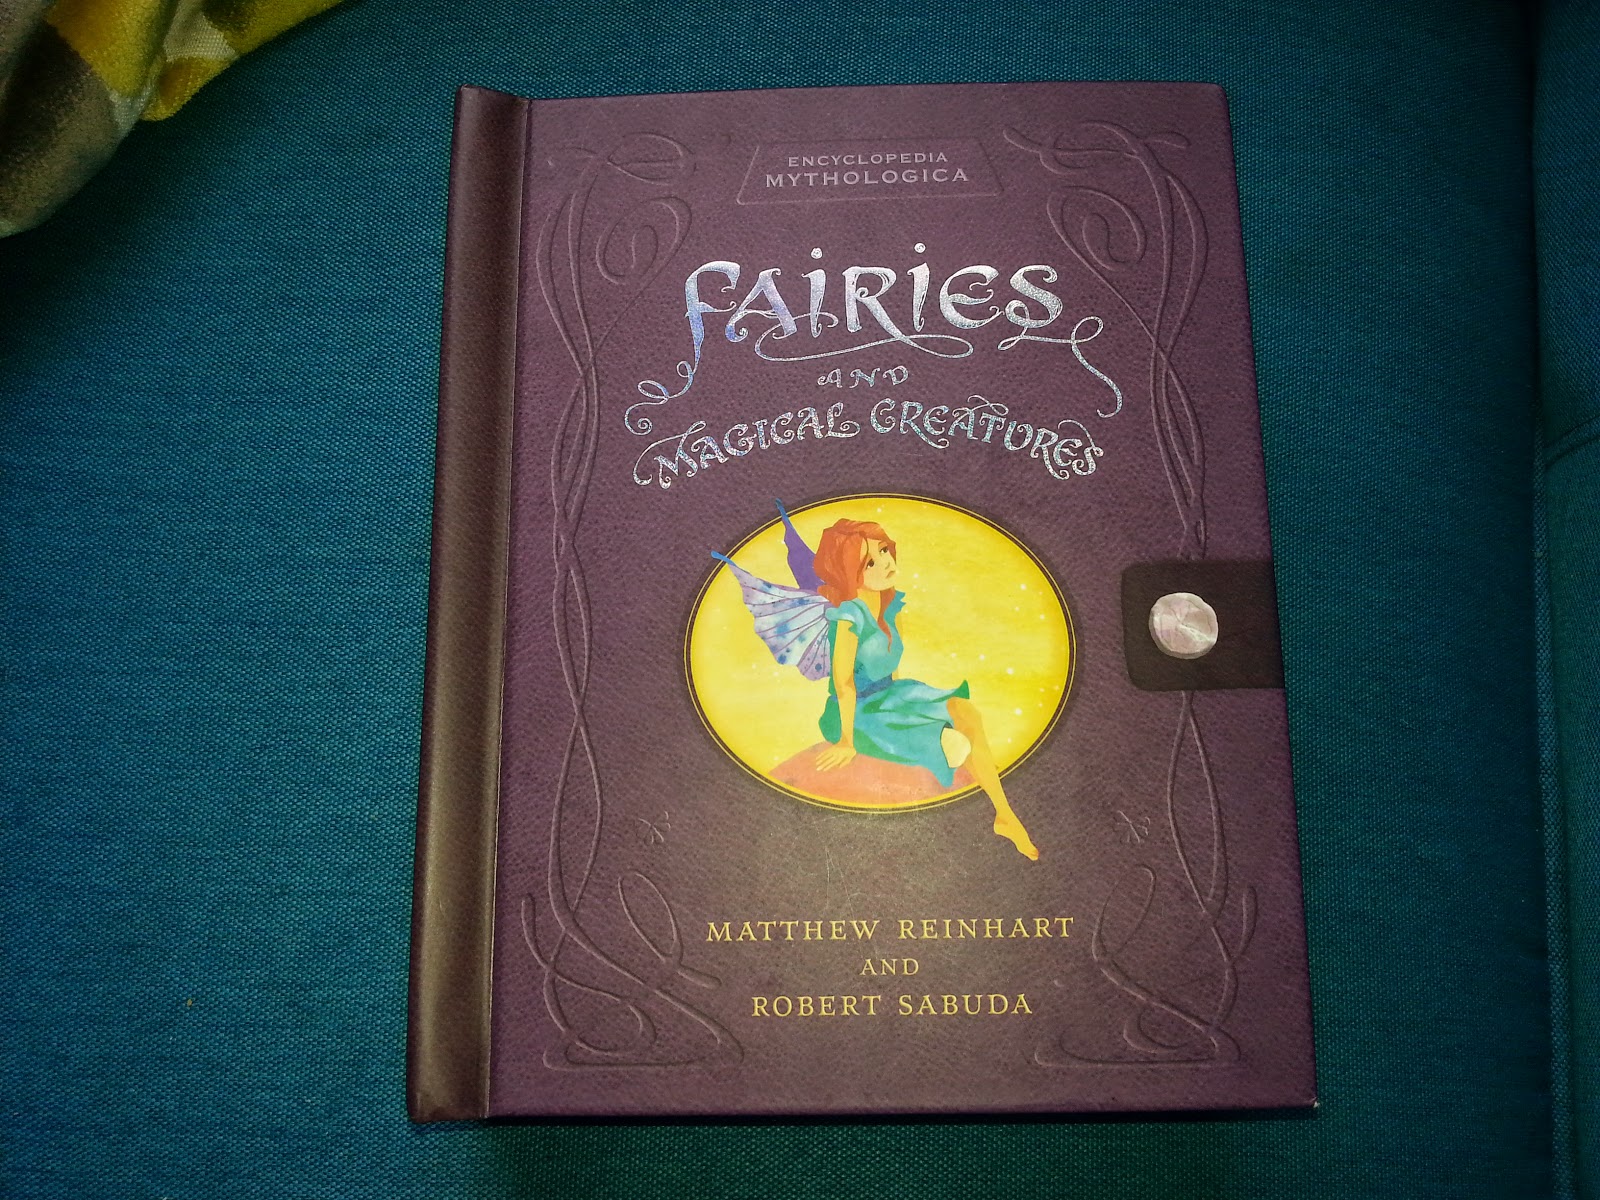 ENCYCLOPEDIA
MYTHOLOGICA
FAIRIES
AND
MAGICAL CREATURES
MATTHEW REINHART
AND
ROBERT SABUDA